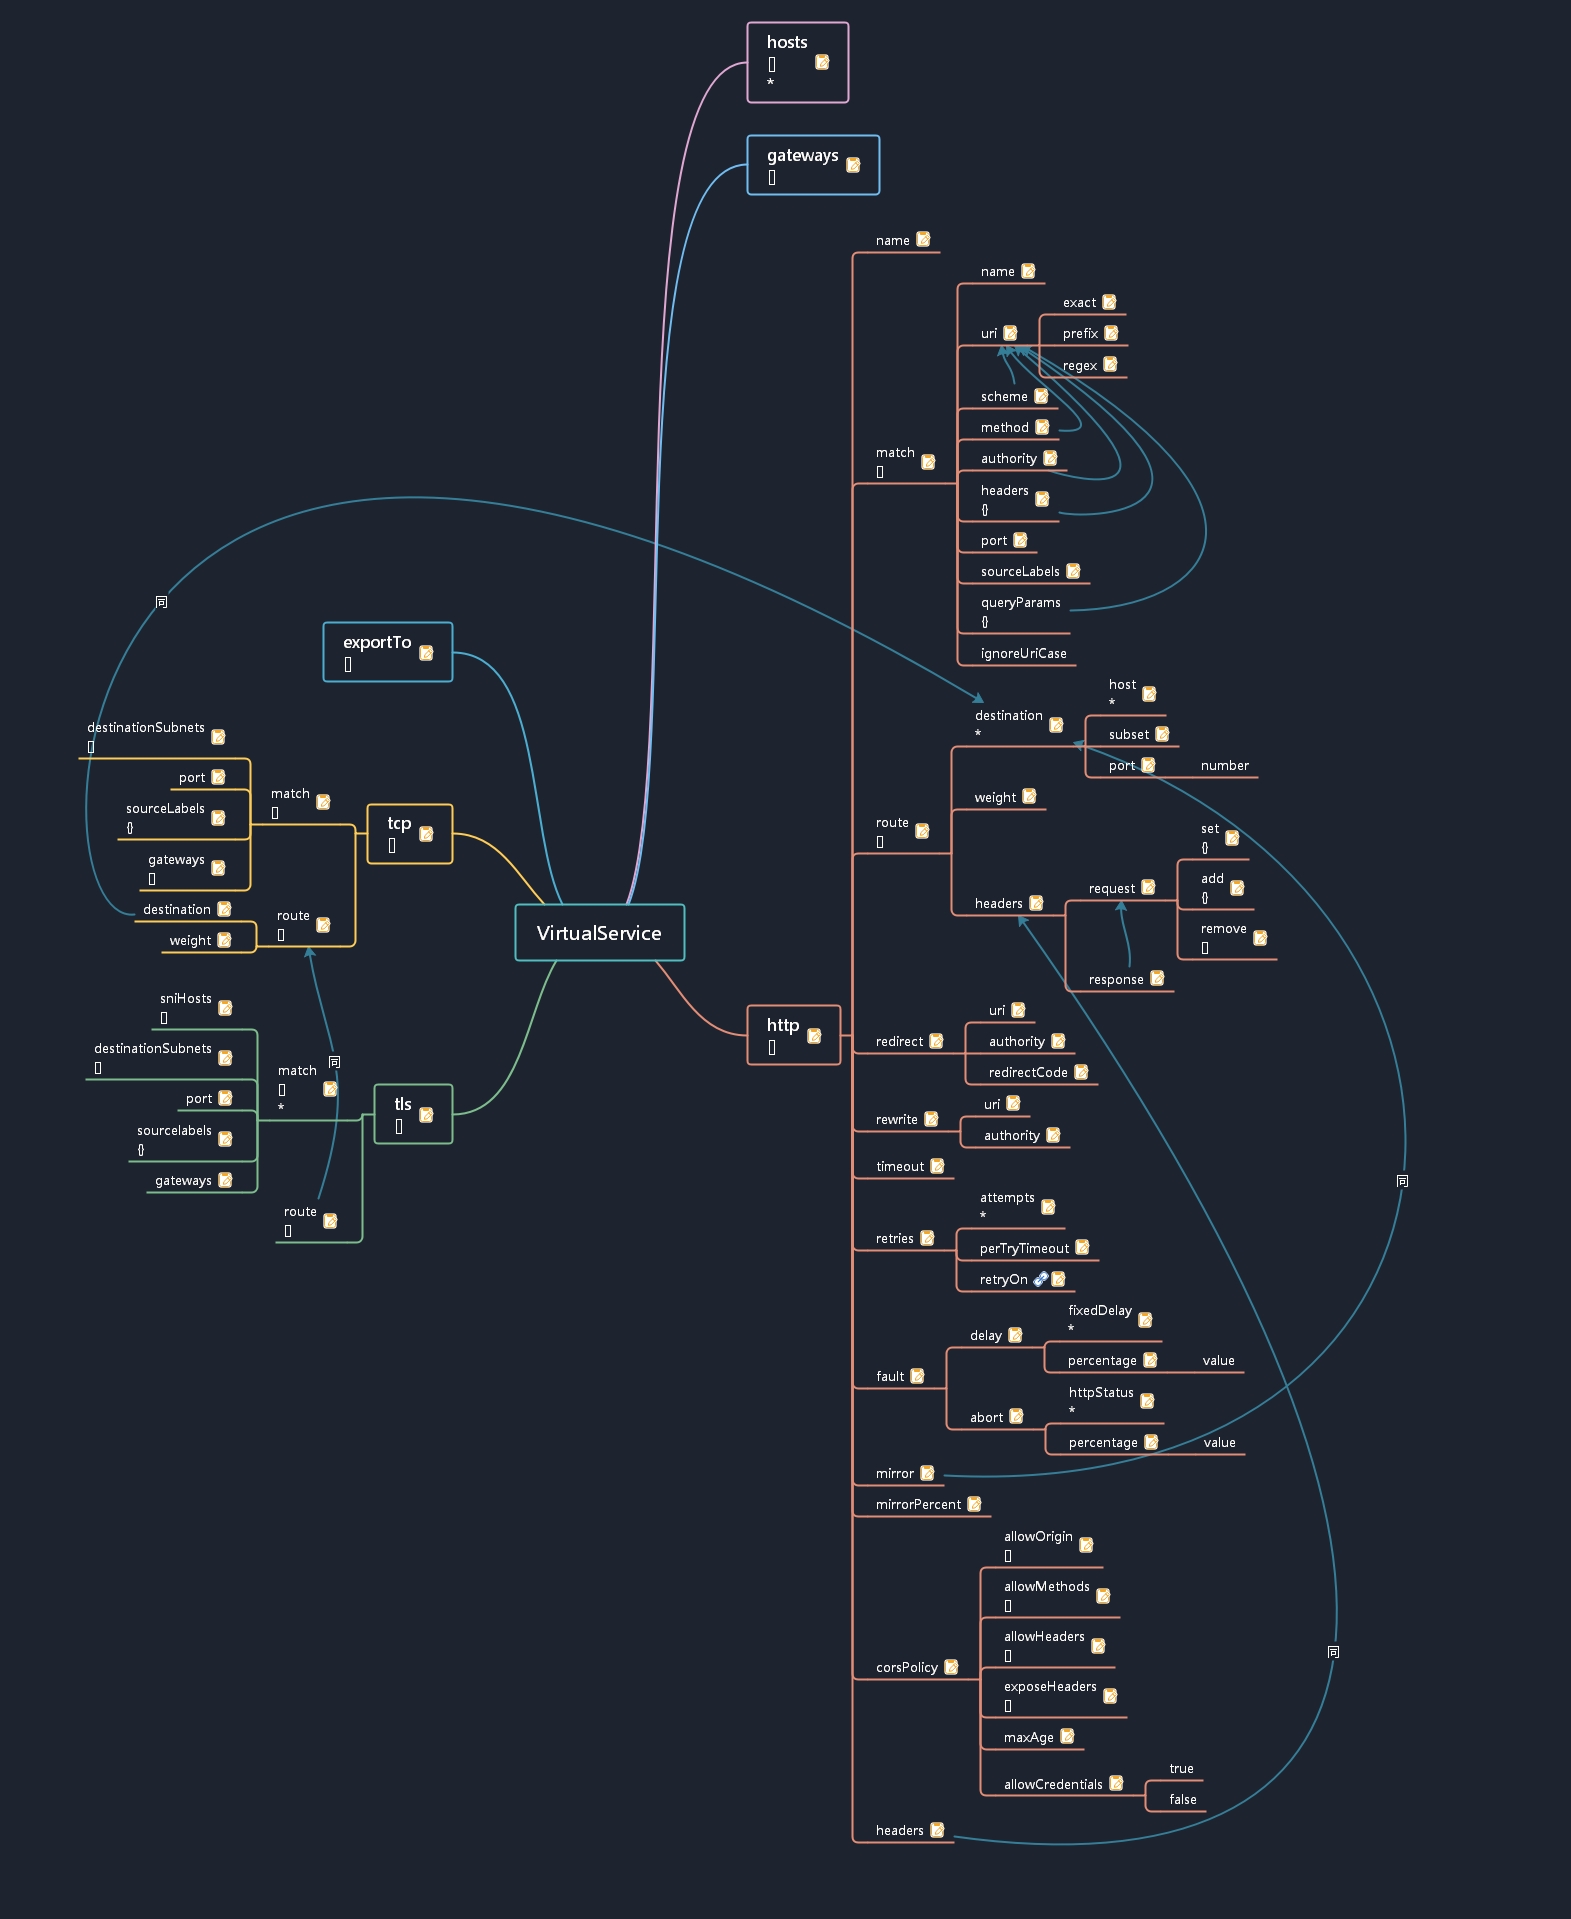 hosts
[]
*
gateways
[]
name
match
[]
name
uri
exact
prefix
regex
scheme
method
authority
headers
{}
port
sourceLabels
queryParams
{}
ignoreUriCase
route
[]
destination
*
host
*
subset
port
number
weight
headers
request
set
{}
add
{}
remove
[]
response
http
[]
redirect
uri
authority
redirectCode
rewrite
uri
authority
timeout
retries
attempts
*
perTryTimeout
retryOn
fault
delay
fixedDelay
*
percentage
value
abort
httpStatus
*
percentage
value
mirror
mirrorPercent
corsPolicy
allowOrigin
[]
allowMethods
[]
allowHeaders
[]
exposeHeaders
[]
maxAge
allowCredentials
true
false
headers
同
同
VirtualService
exportTo
[]
同
tcp
[]
match
[]
destinationSubnets
[]
port
sourceLabels
{}
gateways
[]
route
[]
destination
weight
tls
[]
match
[]
*
同
sniHosts
[]
destinationSubnets
[]
port
sourcelabels
{}
gateways
route
[]